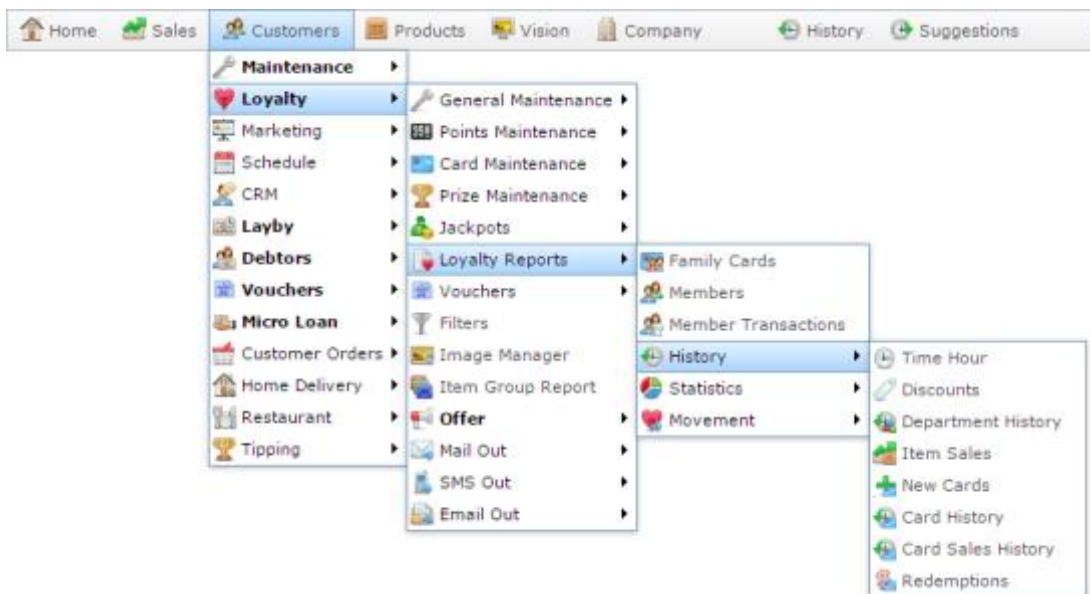 Home Sales Customers Products Vision Company History Suggestions
Maintenance
Loyalty
Marketing
Schedule
CRM
Layby
Debtors
Vouchers
Micro Loan
Customer Orders
Home Delivery
Restaurant
Tipping
General Maintenance
Points Maintenance
Card Maintenance
Prize Maintenance
Jackpots
Loyalty Reports
Vouchers
Filters
Image Manager
Item Group Report
Offer
Mail Out
SMS Out
Email Out
Family Cards
Members
Member Transactions
History
Statistics
Movement
Time Hour
Discounts
Department History
Item Sales
New Cards
Card History
Card Sales History
Redemptions